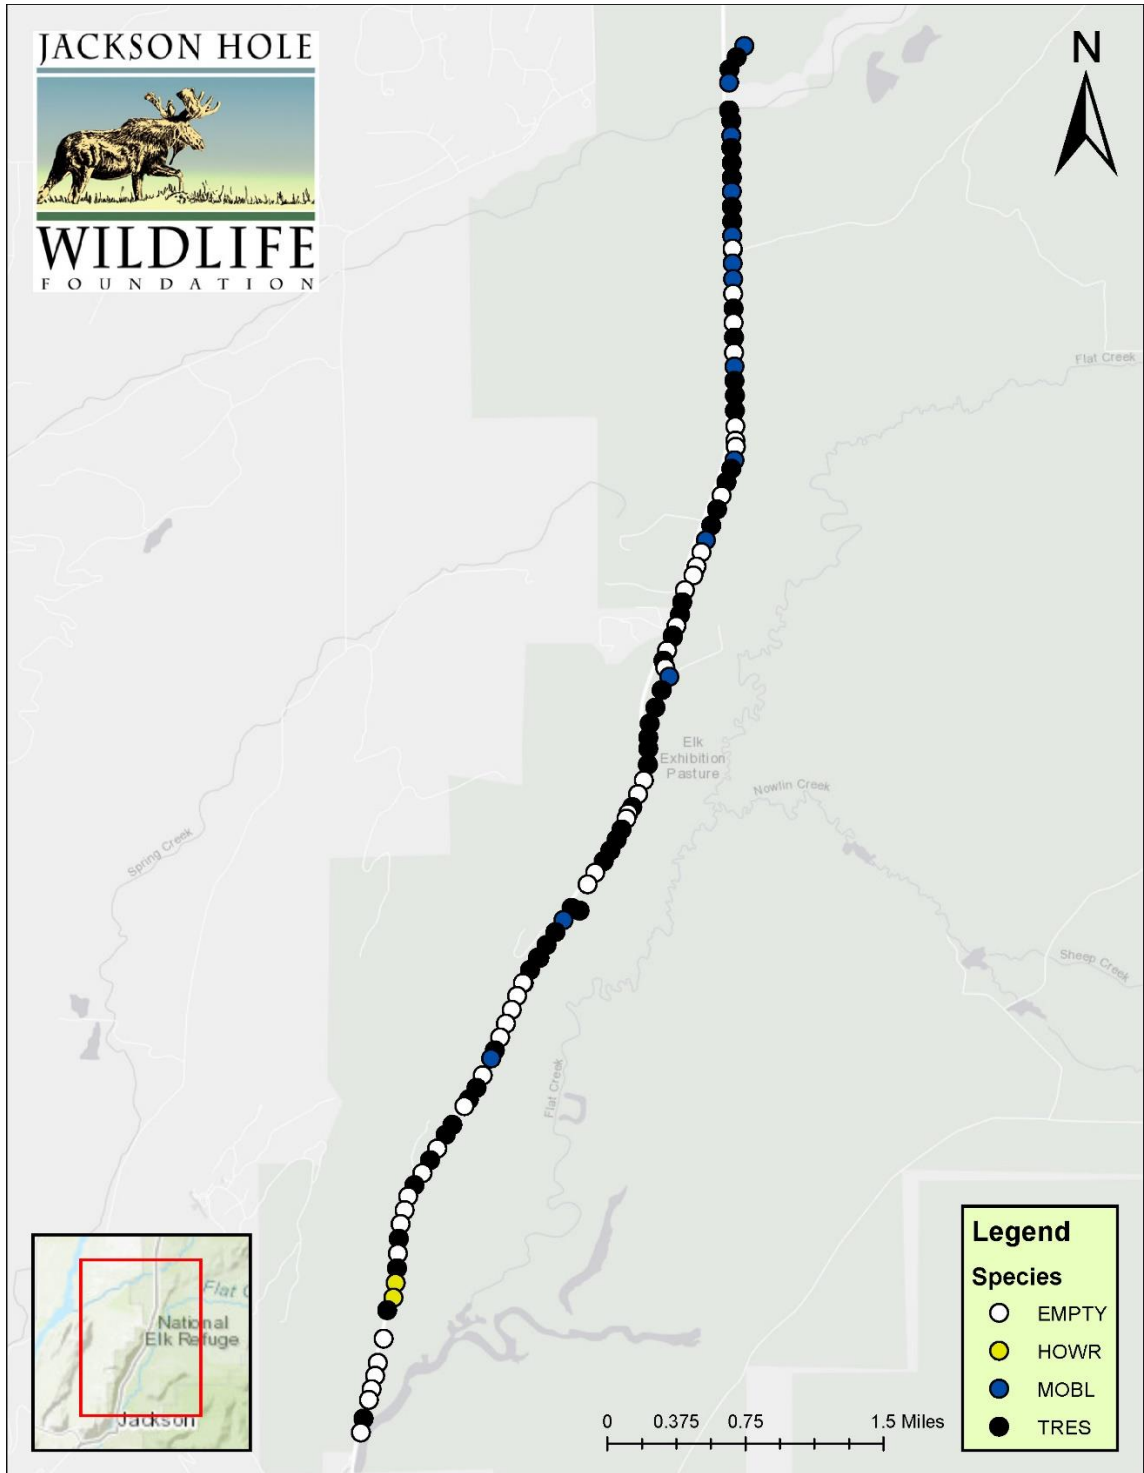 JACKSON HOLE
WILDLIFE
FOUNDATION
N
Flat Creek
Elk
Exhibition
Pasture
Nowlin Creek
Spring Creek
Sheep Creek
Flat Creek
Flat C
National
Elk Refuge
Jackson
0 0.375 0.75 1.5 Miles
Legend
Species
EMPTY
HOWR
MOBL
TRES